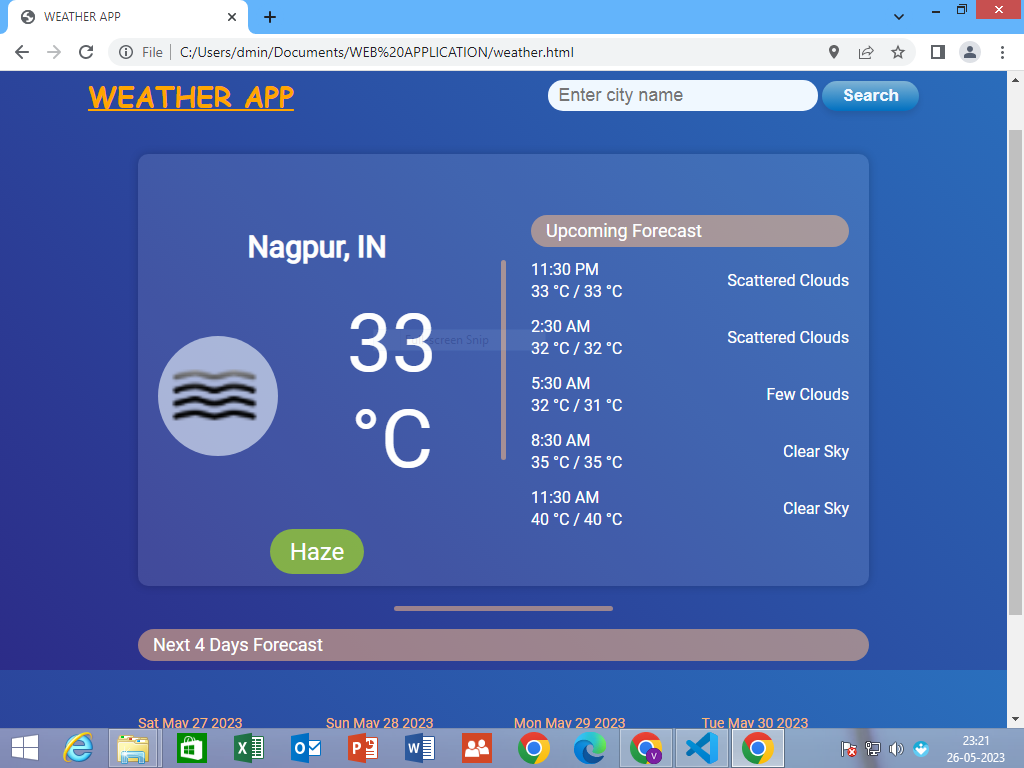 WEATHER APP
File
C:/Users/dmin/Documents/WEB%20APPLICATION/weather.html
WEATHER APP
Enter city name
Search
Nagpur, IN
33
°C
Haze
Upcoming Forecast
11:30 PM
33 °C / 33 °C
Scattered Clouds
2:30 AM
32 °C / 32 °C
Scattered Clouds
5:30 AM
32 °C / 31 °C
Few Clouds
8:30 AM
35 °C / 35 °C
Clear Sky
11:30 AM
40 °C / 40 °C
Clear Sky
Next 4 Days Forecast
Sat May 27 2023
Sun May 28 2023
Mon May 29 2023
Tue May 30 2023
V
23:21
26-05-2023